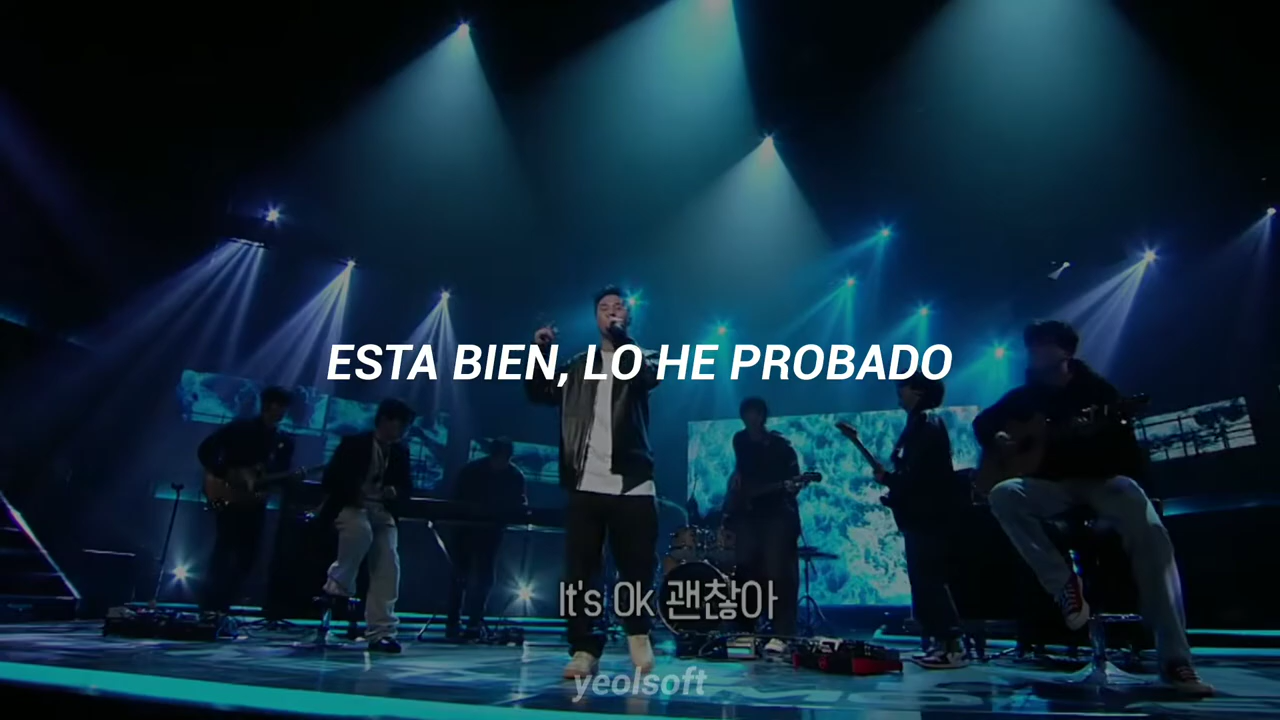 ESTA BIEN, LO HE PROBADO
It's Ok 괜찮아
yeolsoft